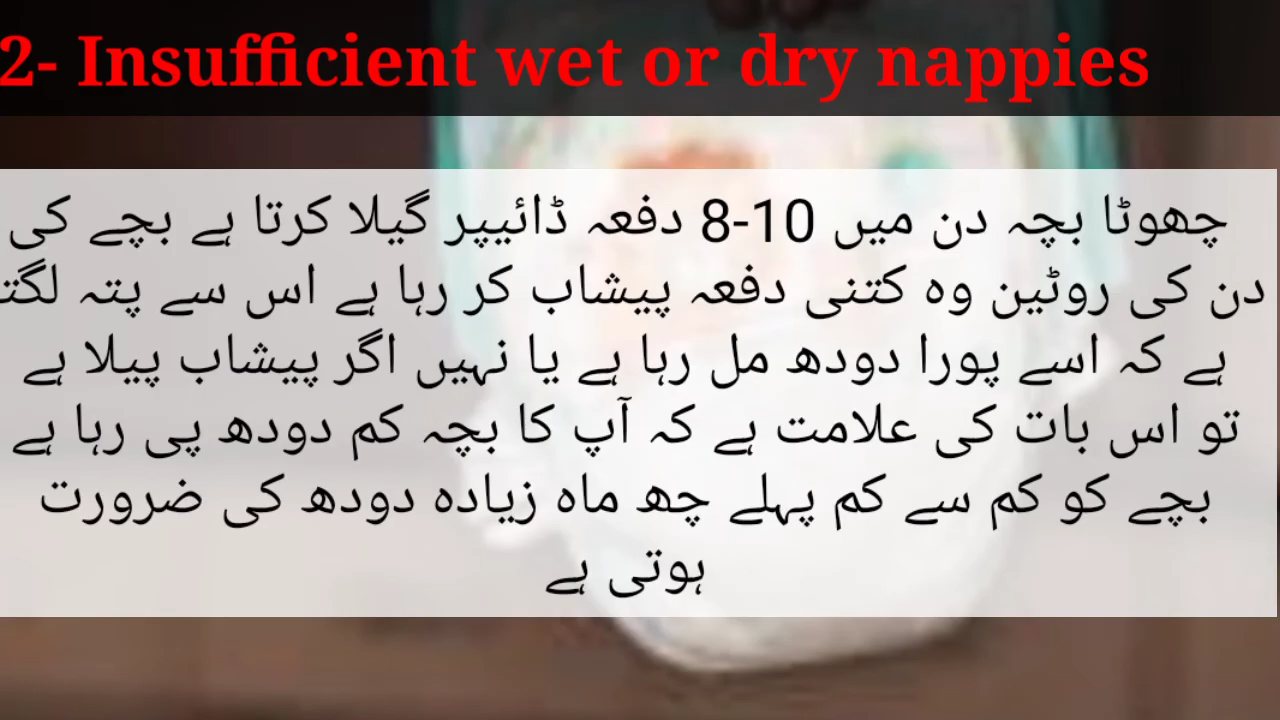 2- Insufficient wet or dry nappies
چھوٹا بچہ دن میں 10-8 دفعہ ڈائیپر گیلا کرتا ہے بچے کی
دن کی روٹین وہ کتنی دفعہ پیشاب کر رہا ہے اس سے پتہ لگتا
ہے کہ اسے پورا دودھ مل رہا ہے یا نہیں اگر پیشاب پیلا ہے
تو اس بات کی علامت ہے کہ آپ کا بچہ کم دودھ پی رہا ہے
بچے کو کم سے کم پہلے چھ ماہ زیادہ دودھ کی ضرورت
ہوتی ہے